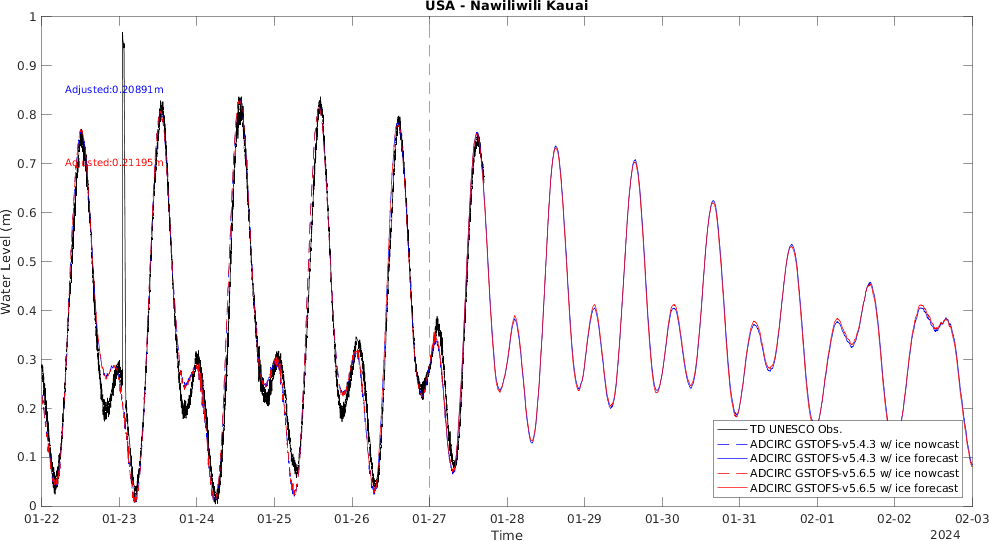 USA - Nawiliwili Kauai
1
0.9
0.8
0.7
0.6
0.5
0.4
0.3
0.2
0.1
0
Water Level (m)
Adjusted:0.20891m
Adjusted:0.21195m
TD UNESCO Obs.
ADCIRC GSTOFS-v5.4.3 w/ ice nowcast
ADCIRC GSTOFS-v5.4.3 w/ ice forecast
ADCIRC GSTOFS-v5.6.5 w/ ice nowcast
ADCIRC GSTOFS-v5.6.5 w/ ice forecast
01-22 01-23 01-24 01-25 01-26 01-27 01-28 01-29 01-30 01-31 02-01 02-02 02-03
Time
2024